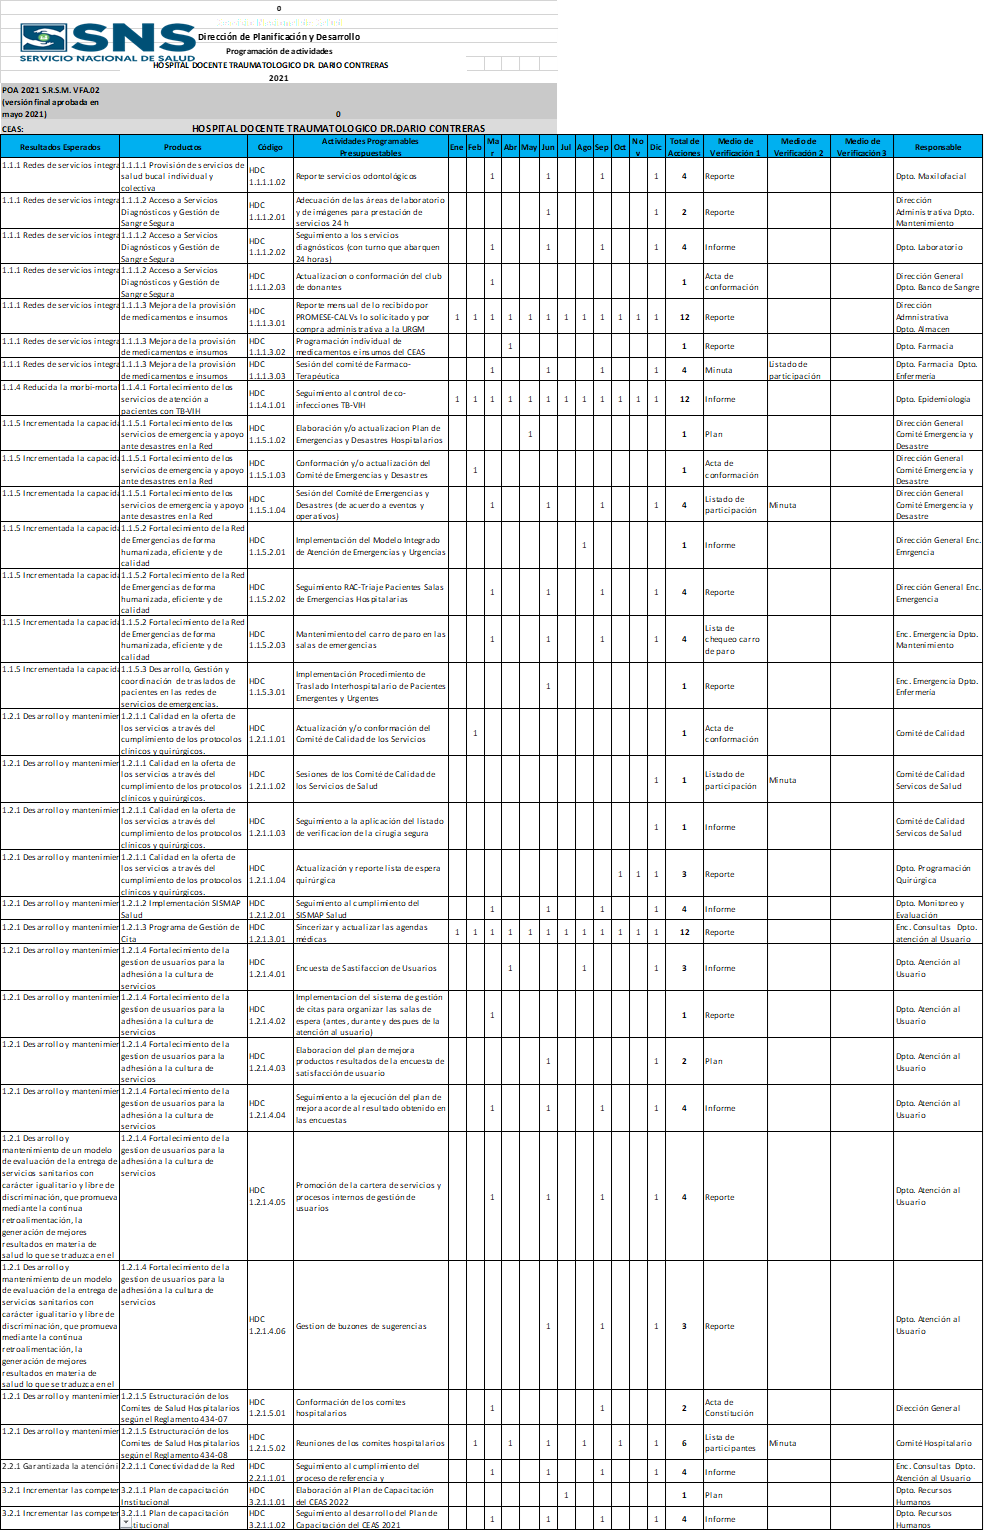 0
Dirección de Planificación y Desarrollo
SNS
SERVICIO NACIONAL DE SALUD
Programación de actividades
HOSPITAL DOCENTE TRAUMATOLOGICO DR. DARIO CONTRERAS
2021
POA 2021 S.R.S.M. VFA.02
(versión final aprobada en
mayo 2021) 0
CEAS: HOSPITAL DOCENTE TRAUMATOLOGICO DR.DARIO CONTRERAS
Resultados Esperados Productos Código Actividades Programables Presupuestables Ene Feb Mar Abr May Jun Jul Ago Sep Oct Nov Dic Total de Acciones Medio de Verificación 1 Medio de Verificación 2 Medio de Verificación 3 Responsable
1.1.1 Redes de servicios integra 1.1.1.1 Provisión de servicios de salud bucal individual y colectiva HDC 1.1.1.1.02 Reporte servicios odontológicos 1 1 1 1 4 Reporte Dpto. Maxilofacial
1.1.1 Redes de servicios integra 1.1.1.2 Acceso a Servicios Diagnósticos y Gestión de Sangre Segura HDC 1.1.1.2.01 Adecuación de las áreas de laboratorio y de imágenes para prestación de servicios 24 h 1 1 2 Reporte Dirección Administrativa Dpto. Mantenimiento
1.1.1 Redes de servicios integra 1.1.1.2 Acceso a Servicios Diagnósticos y Gestión de Sangre Segura HDC 1.1.1.2.02 Seguimiento a los servicios diagnósticos (con turno que abarquen 24 horas) 1 1 1 1 4 Informe Dpto. Laboratorio
1.1.1 Redes de servicios integra 1.1.1.2 Acceso a Servicios Diagnósticos y Gestión de Sangre Segura HDC 1.1.1.2.03 Actualizacion o conformación del club de donantes 1 1 Acta de conformación Dirección General Dpto. Banco de Sangre
1.1.1 Redes de servicios integra 1.1.1.3 Mejora de la provisión de medicamentos e insumos HDC 1.1.1.3.01 Reporte mensual de lo recibido por PROMESE-CALVs lo solicitado y por compra administrativa a la URGM 1 1 1 1 1 1 1 1 1 1 1 1 12 Reporte Dirección Admnistrativa Dpto. Almacen
1.1.1 Redes de servicios integra 1.1.1.3 Mejora de la provisión de medicamentos e insumos HDC 1.1.1.3.02 Programación individual de medicamentos e insumos del CEAS 1 1 Reporte Dpto. Farmacia
1.1.1 Redes de servicios integra 1.1.1.3 Mejora de la provisión de medicamentos e insumos HDC 1.1.1.3.03 Sesión del comité de Farmaco-Terapéutica 1 1 1 1 4 Minuta Listado de participación Dpto. Farmacia Dpto. Enfermería
1.1.4 Reducida la morbi-mortal 1.1.4.1 Fortalecimiento de los servicios de atención a pacientes con TB-VIH HDC 1.1.4.1.01 Seguimiento al control de co-infecciones TB-VIH 1 1 1 1 1 1 1 1 1 1 1 1 12 Informe Dpto. Epidemiología
1.1.5 Incrementada la capacida 1.1.5.1 Fortalecimiento de los servicios de emergencia y apoyo ante desastres en la Red HDC 1.1.5.1.02 Elaboración y/o actualizacion Plan de Emergencias y Desastres Hospitalarios 1 1 Plan Dirección General Comité Emergencia y Desastre
1.1.5 Incrementada la capacida 1.1.5.1 Fortalecimiento de los servicios de emergencia y apoyo ante desastres en la Red HDC 1.1.5.1.03 Conformación y/o actualización del Comité de Emergencias y Desastres 1 1 Acta de conformación Dirección General Comité Emergencia y Desastre
1.1.5 Incrementada la capacida 1.1.5.1 Fortalecimiento de los servicios de emergencia y apoyo ante desastres en la Red HDC 1.1.5.1.04 Sesión del Comité de Emergencias y Desastres (de acuerdo a eventos y operativos) 1 1 1 1 4 Listado de participación Minuta Dirección General Comité Emergencia y Desastre
1.1.5 Incrementada la capacida 1.1.5.2 Fortalecimiento de la Red de Emergencias de forma humanizada, eficiente y de calidad HDC 1.1.5.2.01 Implementación del Modelo Integrado de Atención de Emergencias y Urgencias 1 1 Informe Dirección General Enc. Emrgencia
1.1.5 Incrementada la capacida 1.1.5.2 Fortalecimiento de la Red de Emergencias de forma humanizada, eficiente y de calidad HDC 1.1.5.2.02 Seguimiento RAC-Triaje Pacientes Salas de Emergencias Hospitalarias 1 1 1 1 4 Reporte Dirección General Enc. Emergencia
1.1.5 Incrementada la capacida 1.1.5.2 Fortalecimiento de la Red de Emergencias de forma humanizada, eficiente y de calidad HDC 1.1.5.2.03 Mantenimiento del carro de paro en las salas de emergencias 1 1 1 1 4 Lista de chequeo carro de paro Enc. Emergencia Dpto. Mantenimiento
1.1.5 Incrementada la capacida 1.1.5.3 Desarrollo, Gestión y coordinación de traslados de pacientes en las redes de servicios de emergencias. HDC 1.1.5.3.01 Implementación Procedimiento de Traslado Interhospitalario de Pacientes Emergentes y Urgentes 1 1 Reporte Enc. Emergencia Dpto. Enfermería
1.2.1 Desarrollo y mantenimien 1.2.1.1 Calidad en la oferta de los servicios a través del cumplimiento de los protocolos clínicos y quirúrgicos. HDC 1.2.1.1.01 Actualización y/o conformación del Comité de Calidad de los Servicios 1 1 Acta de conformación Comité de Calidad
1.2.1 Desarrollo y mantenimien 1.2.1.1 Calidad en la oferta de los servicios a través del cumplimiento de los protocolos clínicos y quirúrgicos. HDC 1.2.1.1.02 Sesiones de los Comité de Calidad de los Servicios de Salud 1 1 Listado de participación Minuta Comité de Calidad Servicos de Salud
1.2.1 Desarrollo y mantenimien 1.2.1.1 Calidad en la oferta de los servicios a través del cumplimiento de los protocolos clínicos y quirúrgicos. HDC 1.2.1.1.03 Seguimiento a la aplicación del listado de verificacion de la cirugia segura 1 1 Informe Comité de Calidad Servicos de Salud
1.2.1 Desarrollo y mantenimien 1.2.1.1 Calidad en la oferta de los servicios a través del cumplimiento de los protocolos clínicos y quirúrgicos. HDC 1.2.1.1.04 Actualización y reporte lista de espera quirúrgica 1 1 1 3 Reporte Dpto. Programación Quirúrgica
1.2.1 Desarrollo y mantenimien 1.2.1.2 Implementación SISMAP Salud HDC 1.2.1.2.01 Seguimiento al cumplimiento del SISMAP Salud 1 1 1 1 4 Informe Dpto. Monitoreo y Evaluación
1.2.1 Desarrollo y mantenimien 1.2.1.3 Programa de Gestión de Cita HDC 1.2.1.3.01 Sincerizar y actualizar las agendas médicas 1 1 1 1 1 1 1 1 1 1 1 1 12 Reporte Enc. Consultas Dpto. atención al Usuario
1.2.1 Desarrollo y mantenimien 1.2.1.4 Fortalecimiento de la gestion de usuarios para la adhesión a la cultura de servicios HDC 1.2.1.4.01 Encuesta de Sastifaccion de Usuarios 1 1 1 3 Informe Dpto. Atención al Usuario
1.2.1 Desarrollo y mantenimien 1.2.1.4 Fortalecimiento de la gestion de usuarios para la adhesión a la cultura de servicios HDC 1.2.1.4.02 Implementacion del sistema de gestión de citas para organizar las salas de espera (antes, durante y despues de la atención al usuario) 1 1 Reporte Dpto. Atención al Usuario
1.2.1 Desarrollo y mantenimien 1.2.1.4 Fortalecimiento de la gestion de usuarios para la adhesión a la cultura de servicios HDC 1.2.1.4.03 Elaboracion del plan de mejora productos resultados de la encuesta de satisfacción de usuario 1 1 2 Plan Dpto. Atención al Usuario
1.2.1 Desarrollo y mantenimien 1.2.1.4 Fortalecimiento de la gestion de usuarios para la adhesión a la cultura de servicios HDC 1.2.1.4.04 Seguimiento a la ejecución del plan de mejora acorde al resultado obtenido en las encuestas 1 1 1 1 4 Informe Dpto. Atención al Usuario
1.2.1 Desarrollo y mantenimiento de un modelo de evaluación de la entrega de servicios sanitarios con carácter igualitario y libre de discriminación, que promueva mediante la continua retroalimentación, la generación de mejores resultados en materia de salud lo que se traduzca en el 1.2.1.4 Fortalecimiento de la gestion de usuarios para la adhesión a la cultura de servicios HDC 1.2.1.4.05 Promoción de la cartera de servicios y procesos internos de gestión de usuarios 1 1 1 1 4 Reporte Dpto. Atención al Usuario
1.2.1 Desarrollo y mantenimiento de un modelo de evaluación de la entrega de servicios sanitarios con carácter igualitario y libre de discriminación, que promueva mediante la continua retroalimentación, la generación de mejores resultados en materia de salud lo que se traduzca en el 1.2.1.4 Fortalecimiento de la gestion de usuarios para la adhesión a la cultura de servicios HDC 1.2.1.4.06 Gestion de buzones de sugerencias 1 1 1 3 Reporte Dpto. Atención al Usuario
1.2.1 Desarrollo y mantenimien 1.2.1.5 Estructuración de los Comites de Salud Hospitalarios según el Reglamento 434-07 HDC 1.2.1.5.01 Conformación de los comites hospitalarios 1 1 2 Acta de Constitución Diección General
1.2.1 Desarrollo y mantenimien 1.2.1.5 Estructuración de los Comites de Salud Hospitalarios según el Reglamento 434-08 HDC 1.2.1.5.02 Reuniones de los comites hospitalarios 1 1 1 1 1 1 6 Lista de participantes Minuta Comité Hospitalario
2.2.1 Garantizada la atención i 2.2.1.1 Conectividad de la Red HDC 2.2.1.1.01 Seguimiento al cumplimiento del proceso de referencia y 1 1 1 1 4 Informe Enc. Consultas Dpto. Atención al Usuario
3.2.1 Incrementar las competen 3.2.1.1 Plan de capacitación Institucional HDC 3.2.1.1.01 Elaboración al Plan de Capacitación del CEAS 2022 1 1 Plan Dpto. Recursos Humanos
3.2.1 Incrementar las competen 3.2.1.1 Plan de capacitación titucional HDC 3.2.1.1.02 Seguimiento al desarrollo del Plan de Capacitación del CEAS 2021 1 1 1 1 4 Informe Dpto. Recursos Humanos